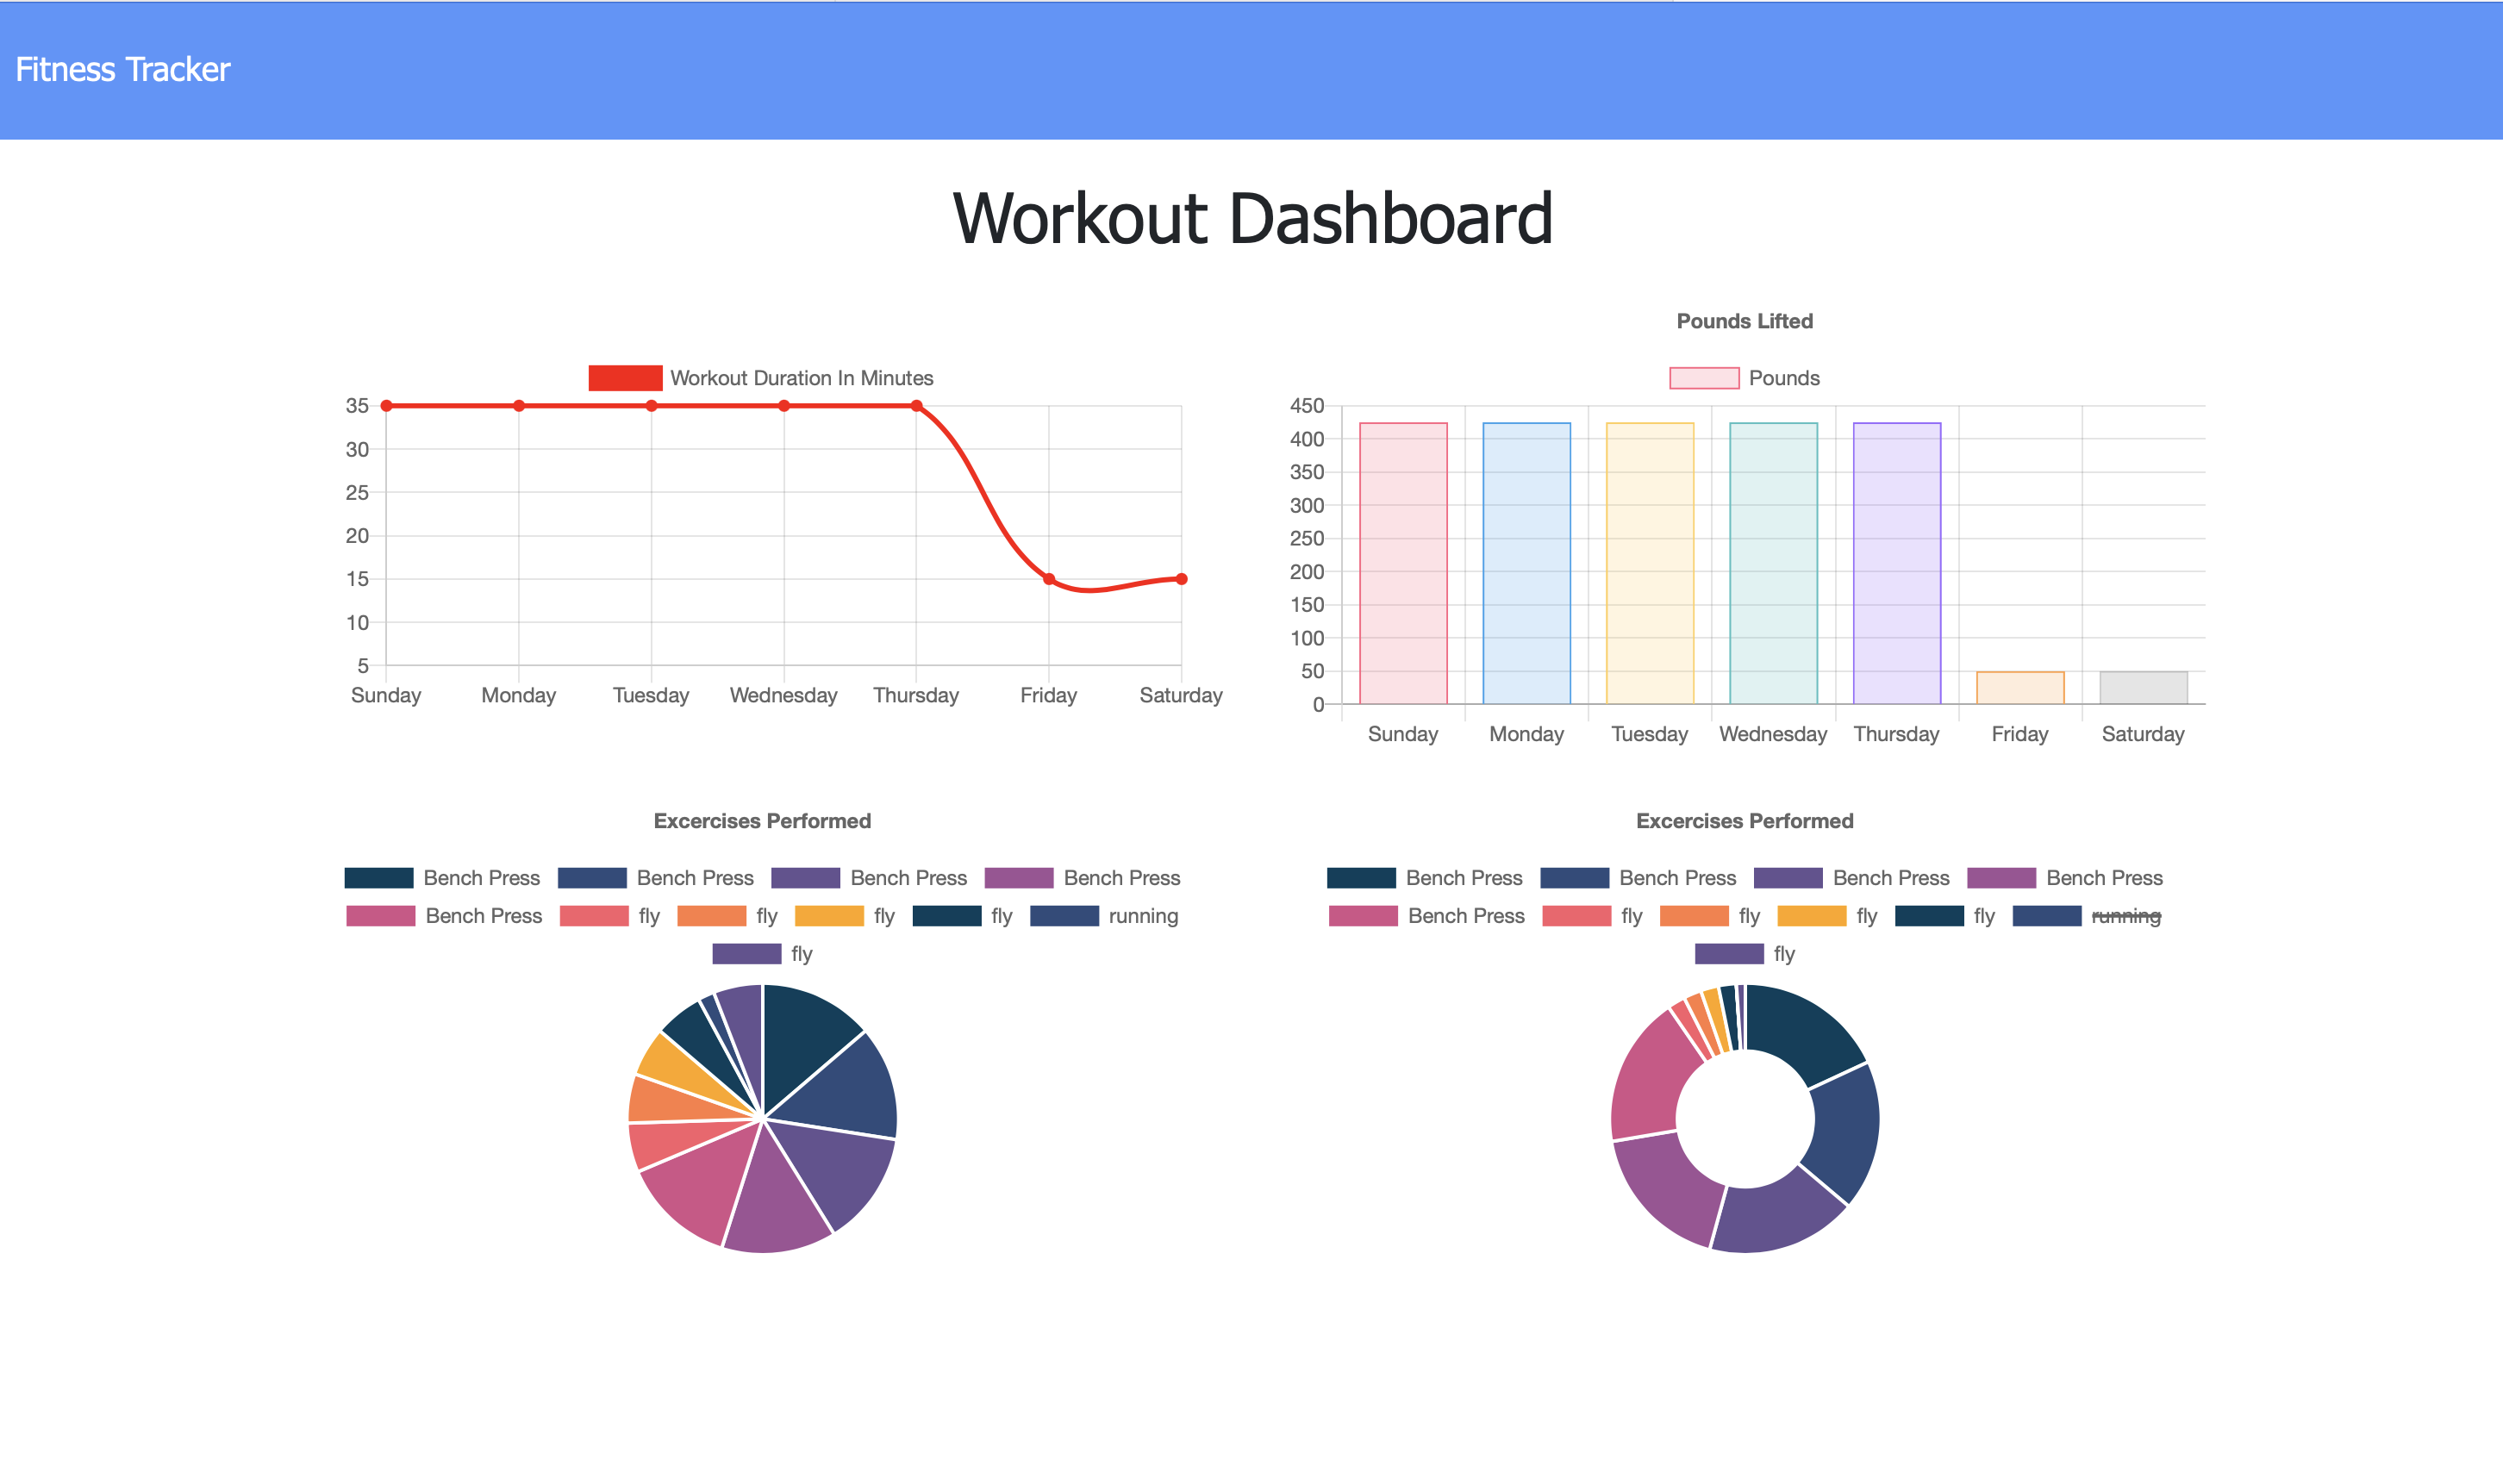 Fitness Tracker
Workout Dashboard
Workout Duration In Minutes
35
30
25
20
15
10
5
Sunday Monday Tuesday Wednesday Thursday Friday Saturday
Pounds Lifted
Pounds
450
400
350
300
250
200
150
100
50
0
Sunday Monday Tuesday Wednesday Thursday Friday Saturday
Excercises Performed
Bench Press Bench Press Bench Press Bench Press
Bench Press fly fly fly fly running
fly
Excercises Performed
Bench Press Bench Press Bench Press Bench Press
Bench Press fly fly fly fly running
fly